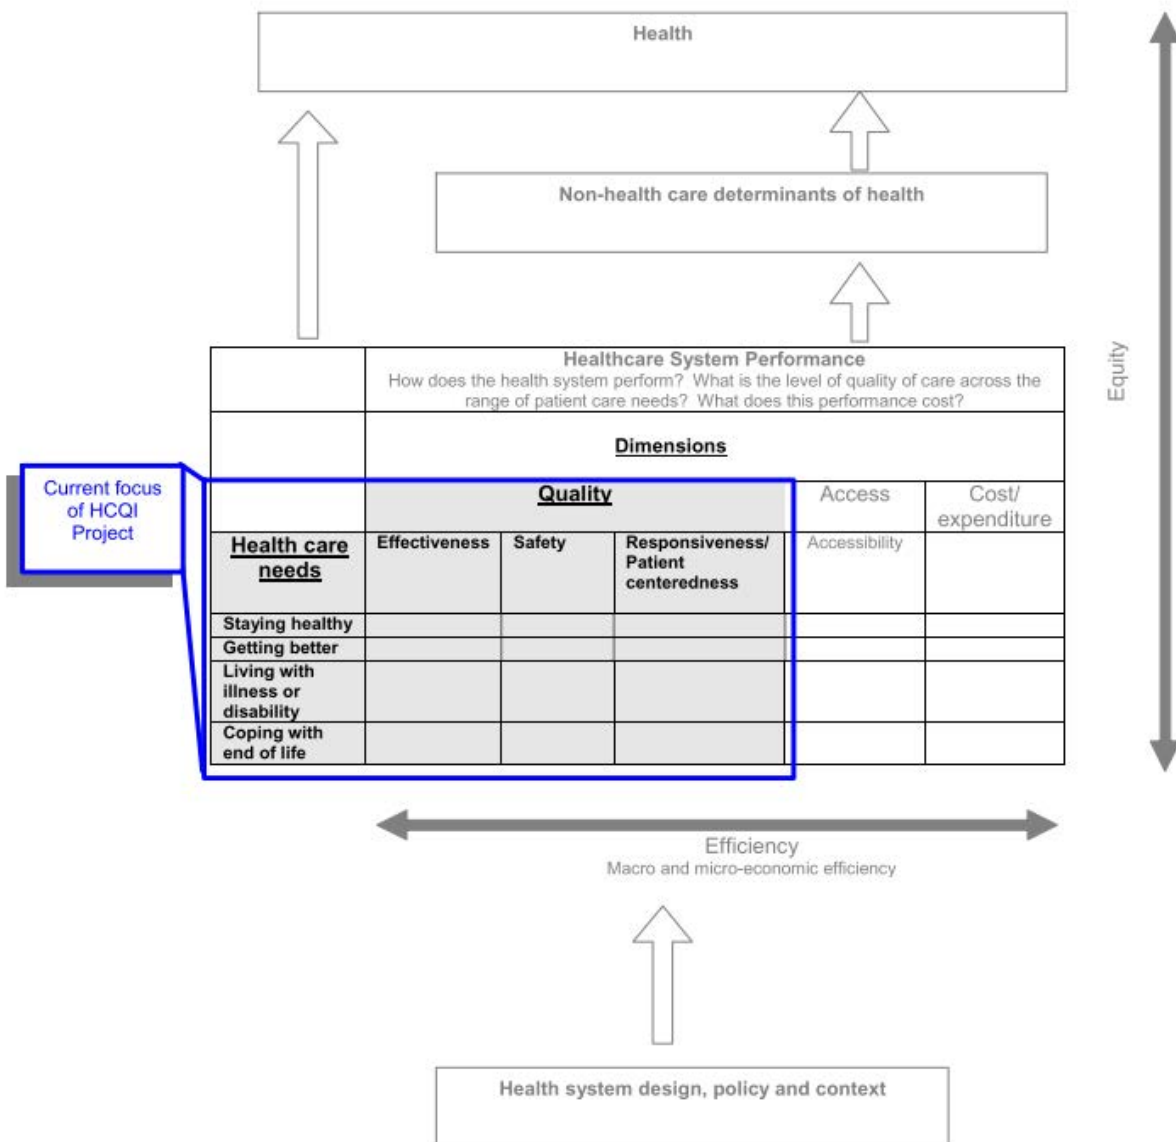 Health
Non-health care determinants of health
Healthcare System Performance
How does the health system perform? What is the level of quality of care across the
range of patient care needs? What does this performance cost?
Dimensions
Current focus
of HCQI
Project
Quality
Access
Cost/
expenditure
Health care
needs
Effectiveness
Safety
Responsiveness/
Patient
centeredness
Accessibility
Staying healthy
Getting better
Living with
illness or
disability
Coping with
end of life
Equity
Efficiency
Macro and micro-economic efficiency
Health system design, policy and context